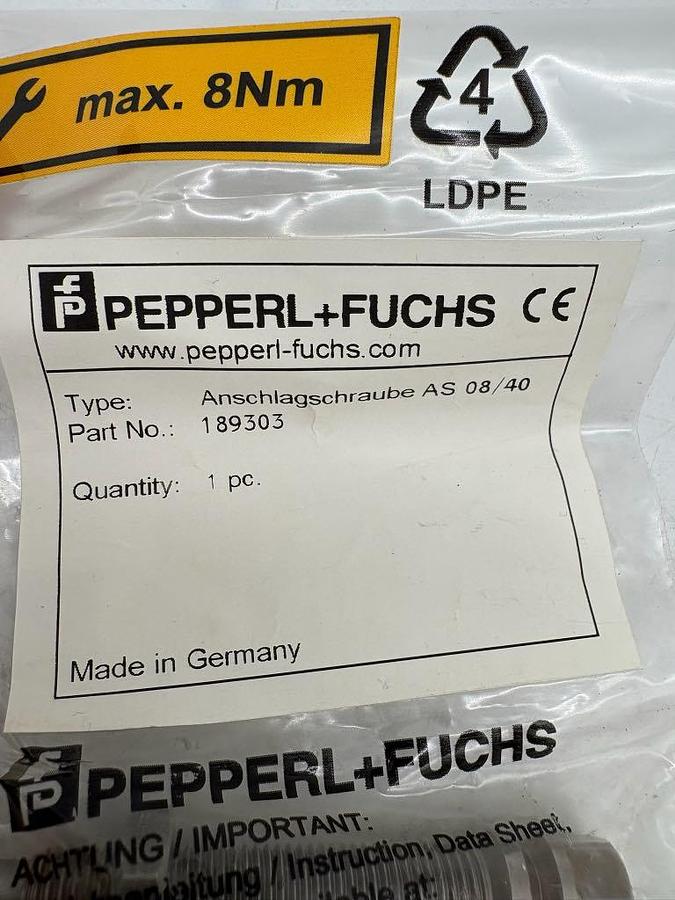 max. 8Nm
4
LDPE
PEPPERL+FUCHS CE
www.pepperl-fuchs.com
Type: Anschlagschraube AS 08/40
Part No.: 189303
Quantity: 1 pc.
Made in Germany
PEPPERL+FUCHS
ACHTUNG / IMPORTANT:
/ Instruction, Data Sheet,
at: